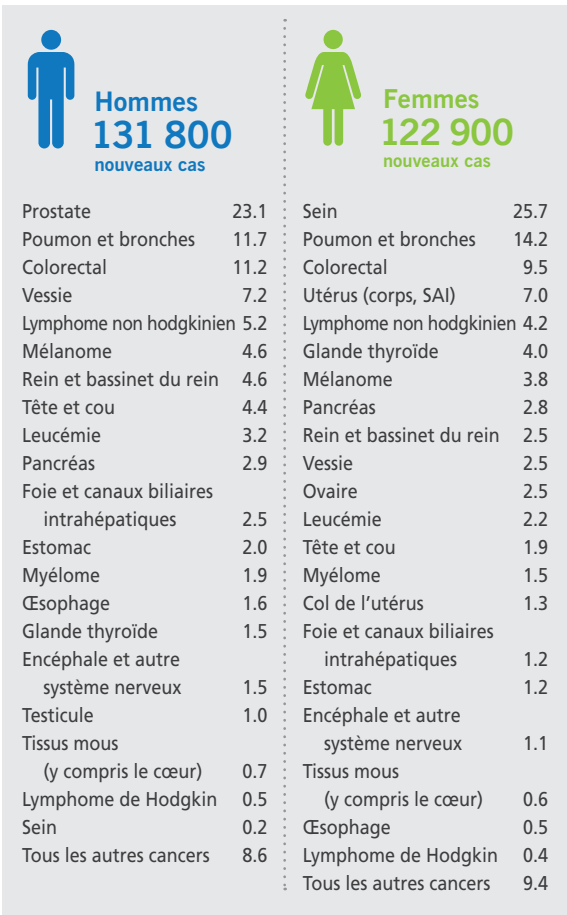 Hommes
131 800
nouveaux cas
Prostate 23.1
Poumon et bronches 11.7
Colorectal 11.2
Vessie 7.2
Lymphome non hodgkinien 5.2
Mélanome 4.6
Rein et bassinet du rein 4.6
Tête et cou 4.4
Leucémie 3.2
Pancréas 2.9
Foie et canaux biliaires
intrahépatiques 2.5
Estomac 2.0
Myélome 1.9
Œsophage 1.6
Glande thyroïde 1.5
Encéphale et autre
système nerveux 1.5
Testicule 1.0
Tissus mous
(y compris le cœur) 0.7
Lymphome de Hodgkin 0.5
Sein 0.2
Tous les autres cancers 8.6
Femmes
122 900
nouveaux cas
Sein 25.7
Poumon et bronches 14.2
Colorectal 9.5
Utérus (corps, SAI) 7.0
Lymphome non hodgkinien 4.2
Glande thyroïde 4.0
Mélanome 3.8
Pancréas 2.8
Rein et bassinet du rein 2.5
Vessie 2.5
Ovaire 2.5
Leucémie 2.2
Tête et cou 1.9
Myélome 1.5
Col de l’utérus 1.3
Foie et canaux biliaires
intrahépatiques 1.2
Estomac 1.2
Encéphale et autre
système nerveux 1.1
Tissus mous
(y compris le cœur) 0.6
Œsophage 0.5
Lymphome de Hodgkin 0.4
Tous les autres cancers 9.4